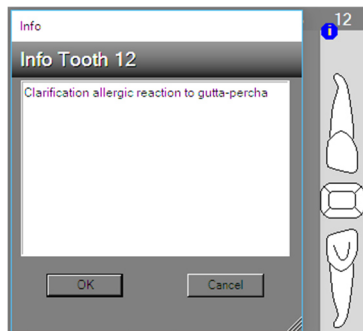 Info
12
Info Tooth 12
Clarification allergic reaction to gutta-percha
OK
Cancel